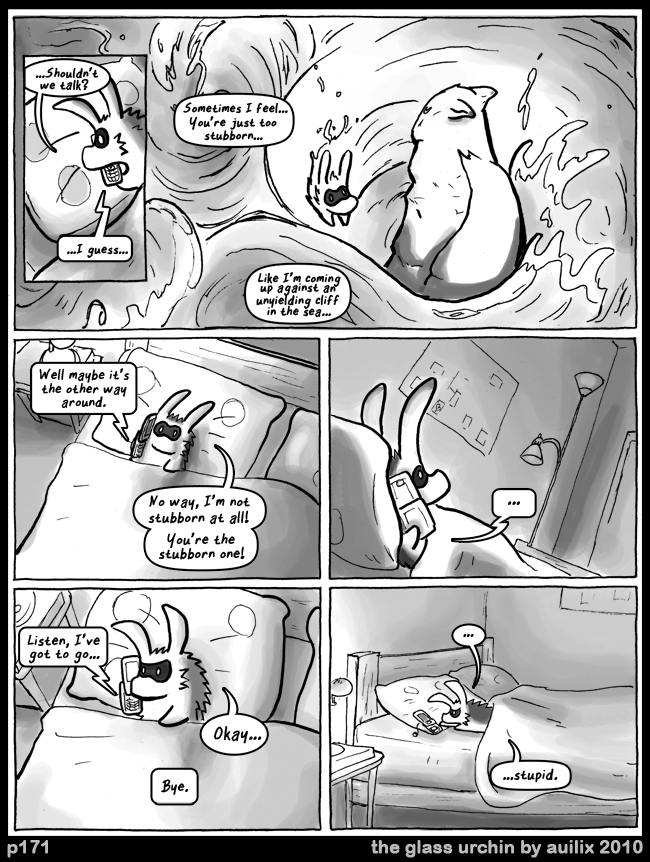 ...Shouldn't
we talk?
...I guess...
Sometimes I feel...
You're just too
stubborn...
Like I'm coming
up against an
unyielding cliff
in the sea...
Well maybe it's
the other way
around.
No way, I'm not
stubborn at all!
You're the
stubborn one!
...
Listen, I've
got to go...
Okay...
Bye.
...
...stupid.
p171
the glass urchin by auilix 2010